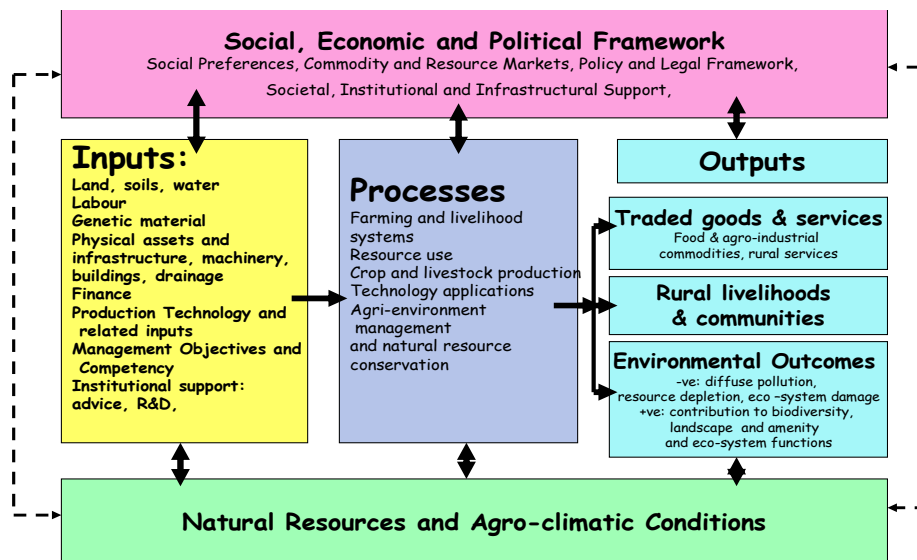 Social, Economic and Political Framework
Social Preferences, Commodity and Resource Markets, Policy and Legal Framework,
Societal, Institutional and Infrastructural Support,
Inputs:
Land, soils, water
Labour
Genetic material
Physical assets and
infrastructure, machinery,
buildings, drainage
Finance
Production Technology and
related inputs
Management Objectives and
Competency
Institutional support:
advice, R&D,
Processes
Farming and livelihood
systems
Resource use
Crop and livestock production
Technology applications
Agri-environment
management
and natural resource
conservation
Outputs
Traded goods & services
Food & agro-industrial
commodities, rural services
Rural livelihoods
& communities
Environmental Outcomes
-ve: diffuse pollution,
resource depletion, eco –system damage
+ve: contribution to biodiversity,
landscape and amenity
and eco-system functions
Natural Resources and Agro-climatic Conditions